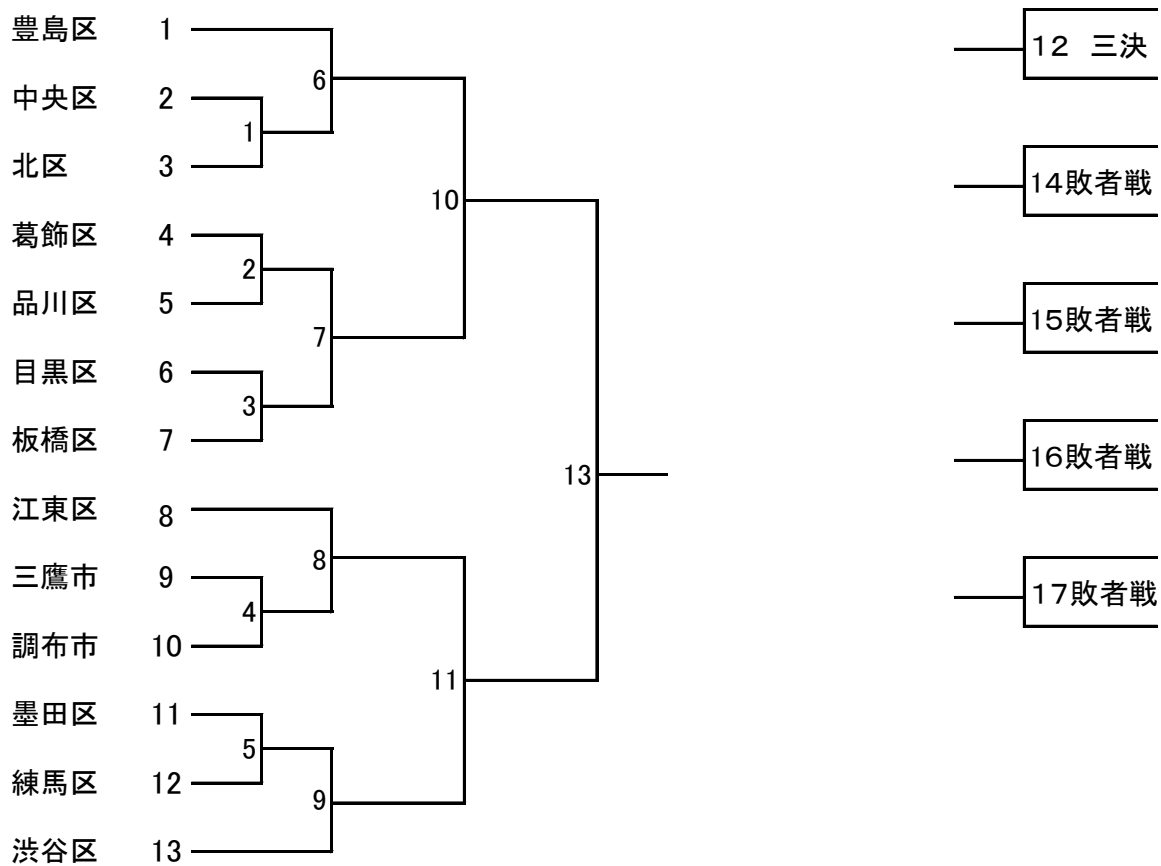 豊島区 1
中央区 2
北区 3
葛飾区 4
品川区 5
目黒区 6
板橋区 7
江東区 8
三鷹市 9
調布市 10
墨田区 11
練馬区 12
渋谷区 13
1
2
3
4
5
6
7
8
9
10
11
13
12 三決
14敗者戦
15敗者戦
16敗者戦
17敗者戦